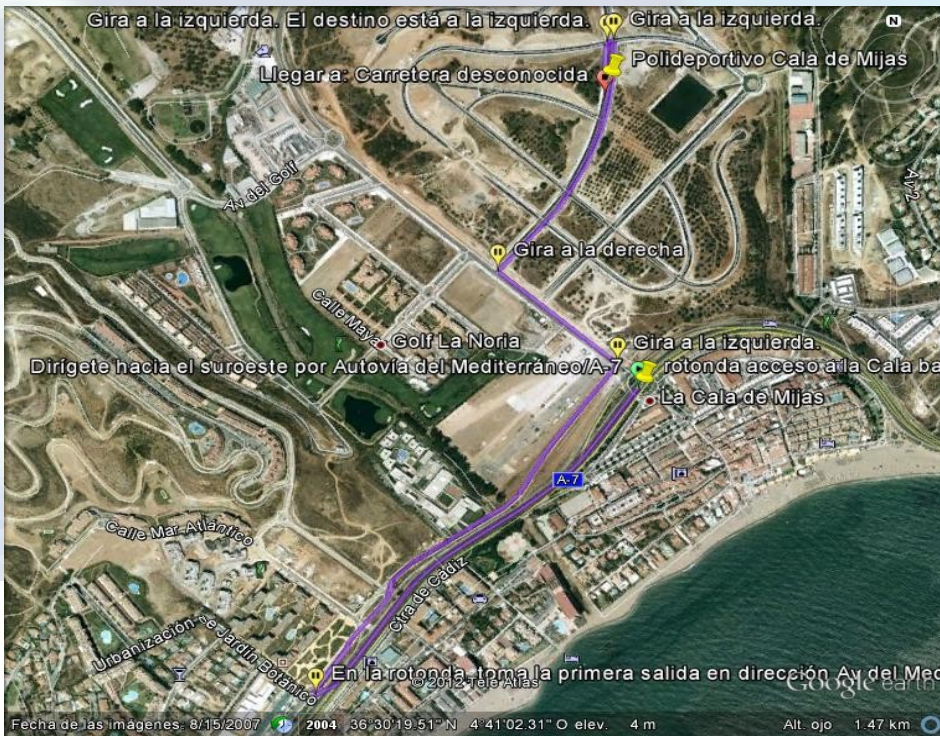 Gira a la izquierda. El destino está a la izquierda.
Gira a la izquierda.
Polideportivo Cala de Mijas
Llegar a: Carretera desconocida
N
Av. 2
Av. del Golf
Gira a la derecha
Calle Maya
Golf La Noria
Gira a la izquierda.
Dirígete hacia el suroeste por Autovía del Mediterráneo/A-7
rotonda acceso a la Cala ba
La Cala de Mijas
A-7
Calle Mar Atlántico
Ctra de Cádiz
En la rotonda, toma la primera salida en dirección Av. del Med
© 2012 Tele Atlas
Google earth
Fecha de las imágenes: 8/15/2007
2004
36°30'19.51" N 4°41'02.31" O elev. 4 m
Alt. ojo 1.47 km